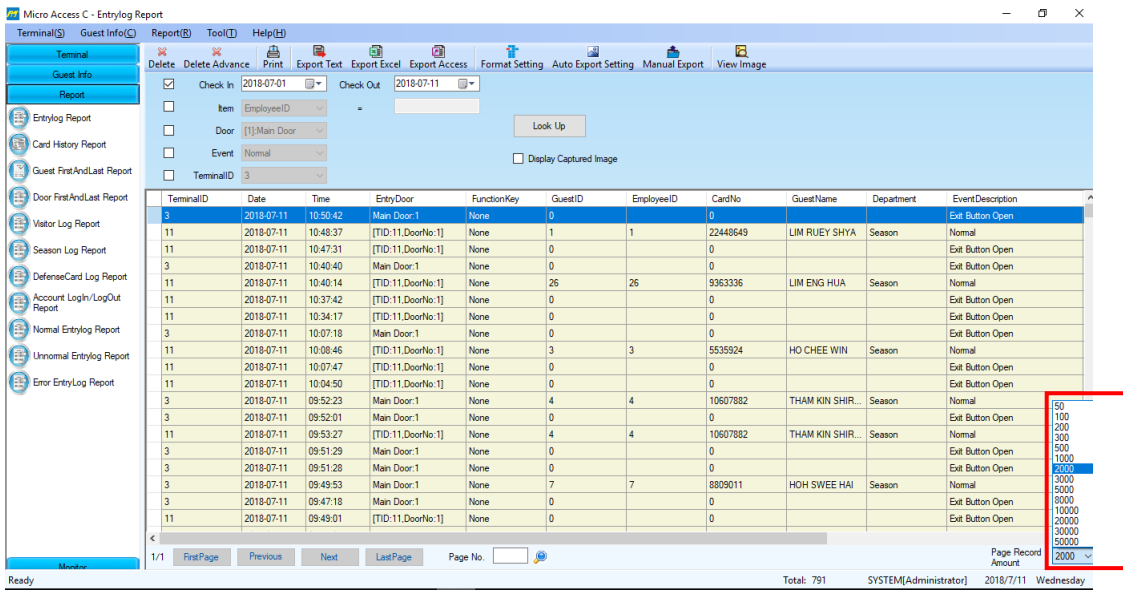 Micro Access C - Entrylog Report
Terminal(S) Guest Info(C) Report(R) Tool(T) Help(H)
Terminal
Guest Info
Report
Entrylog Report
Card History Report
Guest FirstAndLast Report
Door FirstAndLast Report
Visitor Log Report
Season Log Report
DefenseCard Log Report
Account LogIn/LogOut
Report
Normal Entrylog Report
Unnormal Entrylog Report
Error EntryLog Report
Monitor
Delete Delete Advance Print Export Text Export Excel Export Access Format Setting Auto Export Setting Manual Export View Image
Check In 2018-07-01 Check Out 2018-07-11
Item EmployeeID =
Door [1]:Main Door
Look Up
Event Normal
Display Captured Image
TerminalID 3
TerminalID Date Time EntryDoor FunctionKey GuestID EmployeeID CardNo GuestName Department EventDescription
3 2018-07-11 10:50:42 Main Door:1 None 0 0 Exit Button Open
11 2018-07-11 10:48:37 [TID:11,DoorNo:1] None 1 1 22448649 LIM RUEY SHYA Season Normal
11 2018-07-11 10:47:31 [TID:11,DoorNo:1] None 0 0 Exit Button Open
3 2018-07-11 10:40:40 Main Door:1 None 0 0 Exit Button Open
11 2018-07-11 10:40:14 [TID:11,DoorNo:1] None 26 26 9363336 LIM ENG HUA Season Normal
11 2018-07-11 10:37:42 [TID:11,DoorNo:1] None 0 0 Exit Button Open
11 2018-07-11 10:34:17 [TID:11,DoorNo:1] None 0 0 Exit Button Open
3 2018-07-11 10:07:18 Main Door:1 None 0 0 Exit Button Open
11 2018-07-11 10:08:46 [TID:11,DoorNo:1] None 3 3 5535924 HO CHEE WIN Season Normal
11 2018-07-11 10:07:47 [TID:11,DoorNo:1] None 0 0 Exit Button Open
11 2018-07-11 10:04:50 [TID:11,DoorNo:1] None 0 0 Exit Button Open
3 2018-07-11 09:52:23 Main Door:1 None 4 4 10607882 THAM KIN SHIR... Season Normal
3 2018-07-11 09:52:01 Main Door:1 None 0 0 Exit Button Open
11 2018-07-11 09:53:27 [TID:11,DoorNo:1] None 4 4 10607882 THAM KIN SHIR... Season Normal
3 2018-07-11 09:51:29 Main Door:1 None 0 0 Exit Button Open
3 2018-07-11 09:51:28 Main Door:1 None 0 0 Exit Button Open
3 2018-07-11 09:49:53 Main Door:1 None 7 7 8809011 HOH SWEE HAI Season Normal
3 2018-07-11 09:47:18 Main Door:1 None 0 0 Exit Button Open
11 2018-07-11 09:49:01 [TID:11,DoorNo:1] None 0 0 Exit Button Open
50
100
200
300
500
1000
2000
3000
5000
8000
10000
20000
30000
50000
1/1 FirstPage Previous Next LastPage Page No. Page Record
Amount 2000
Ready Total: 791 SYSTEM[Administrator] 2018/7/11 Wednesday